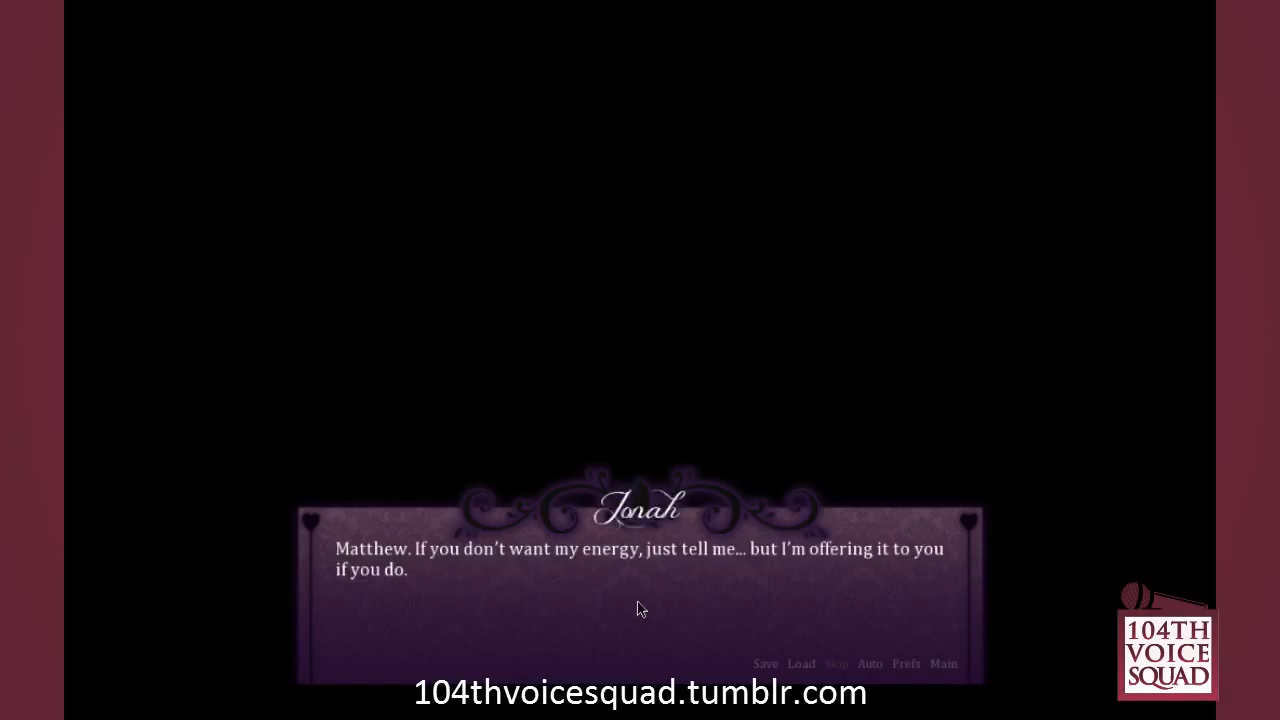 Jonah
Matthew. If you don't want my energy, just tell me... but I'm offering it to you
if you do.
Save Load Skip Auto Prefs Main
104thvoicesquad.tumblr.com
104TH
VOICE
SQUAD